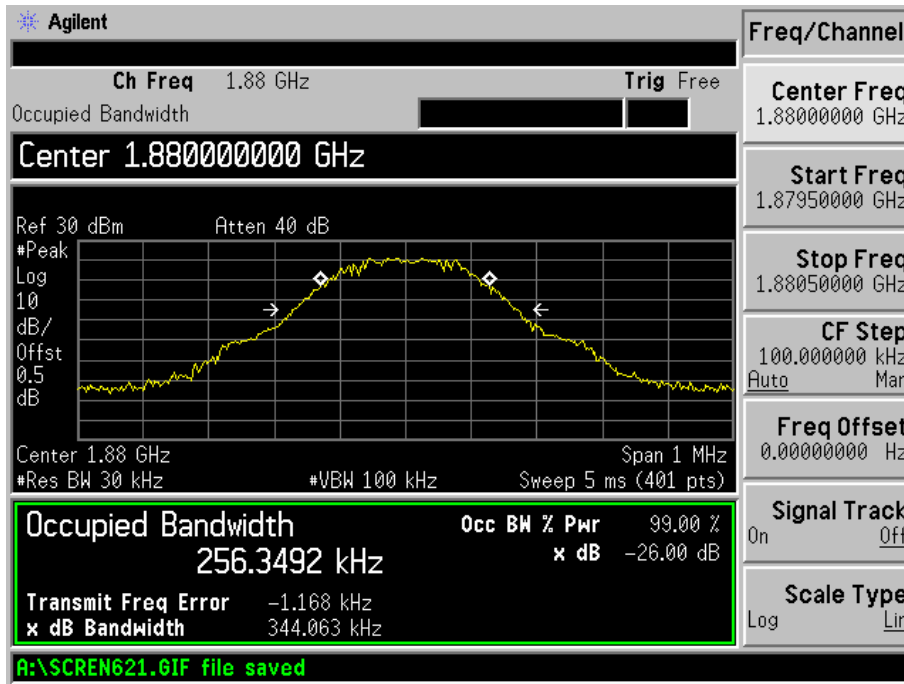 Agilent
Freq/Channel
Ch Freq 1.88 GHz Trig Free
Occupied Bandwidth
Center 1.880000000 GHz
Ref 30 dBm Atten 40 dB
#Peak
Log
10
dB/
Offst
0.5
dB
Center 1.88 GHz Span 1 MHz
#Res BW 30 kHz #VBW 100 kHz Sweep 5 ms (401 pts)
Occupied Bandwidth
256.3492 kHz
Occ BW % Pwr 99.00 %
x dB -26.00 dB
Transmit Freq Error -1.168 kHz
x dB Bandwidth 344.063 kHz
A:\SCREN621.GIF file saved
Center Freq
1.88000000 GHz
Start Freq
1.87950000 GHz
Stop Freq
1.88050000 GHz
CF Step
100.000000 kHz
Auto Man
Freq Offset
0.00000000 Hz
Signal Track
On Off
Scale Type
Log Lin